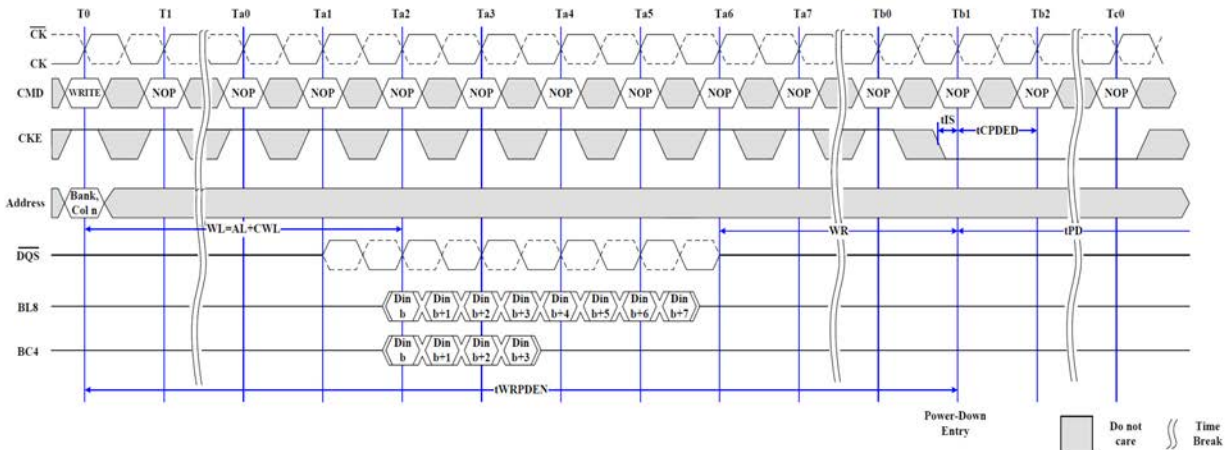 T0 T1 Ta0 Ta1 Ta2 Ta3 Ta4 Ta5 Ta6 Ta7 Tb0 Tb1 Tb2 Tc0
CK
CK
CMD WRITE NOP NOP NOP NOP NOP NOP NOP NOP NOP NOP NOP NOP NOP
tIS
CKE tCPDED
Address Bank,
Col n
WL=AL+CWL WR tPD
DQS
BL8 Din Din Din Din Din Din Din Din
b b+1 b+2 b+3 b+4 b+5 b+6 b+7
BC4 Din Din Din Din
b b+1 b+2 b+3
tWRPDEN
Power-Down
Entry
Do not
care
Time
Break